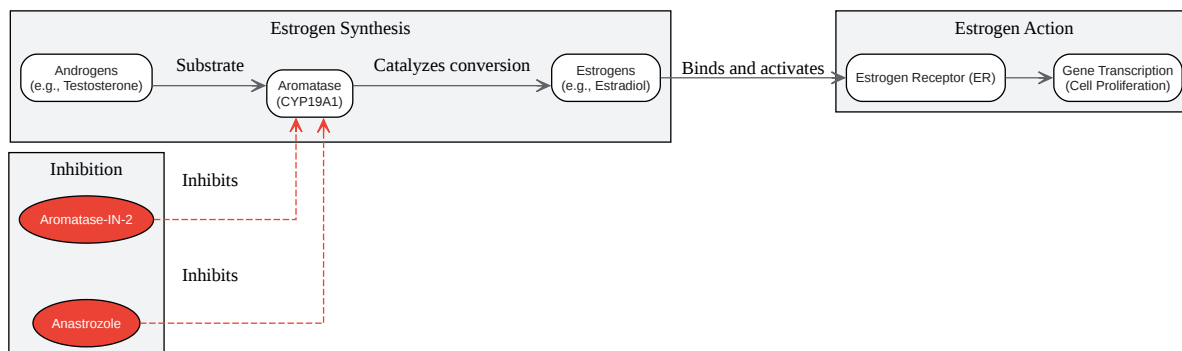 Estrogen Synthesis
Androgens
(e.g., Testosterone)
Substrate
Aromatase
(CYP19A1)
Catalyzes conversion
Estrogens
(e.g., Estradiol)
Binds and activates
Estrogen Action
Estrogen Receptor (ER)
Gene Transcription
(Cell Proliferation)
Inhibition
Aromatase-IN-2
Inhibits
Anastrozole
Inhibits